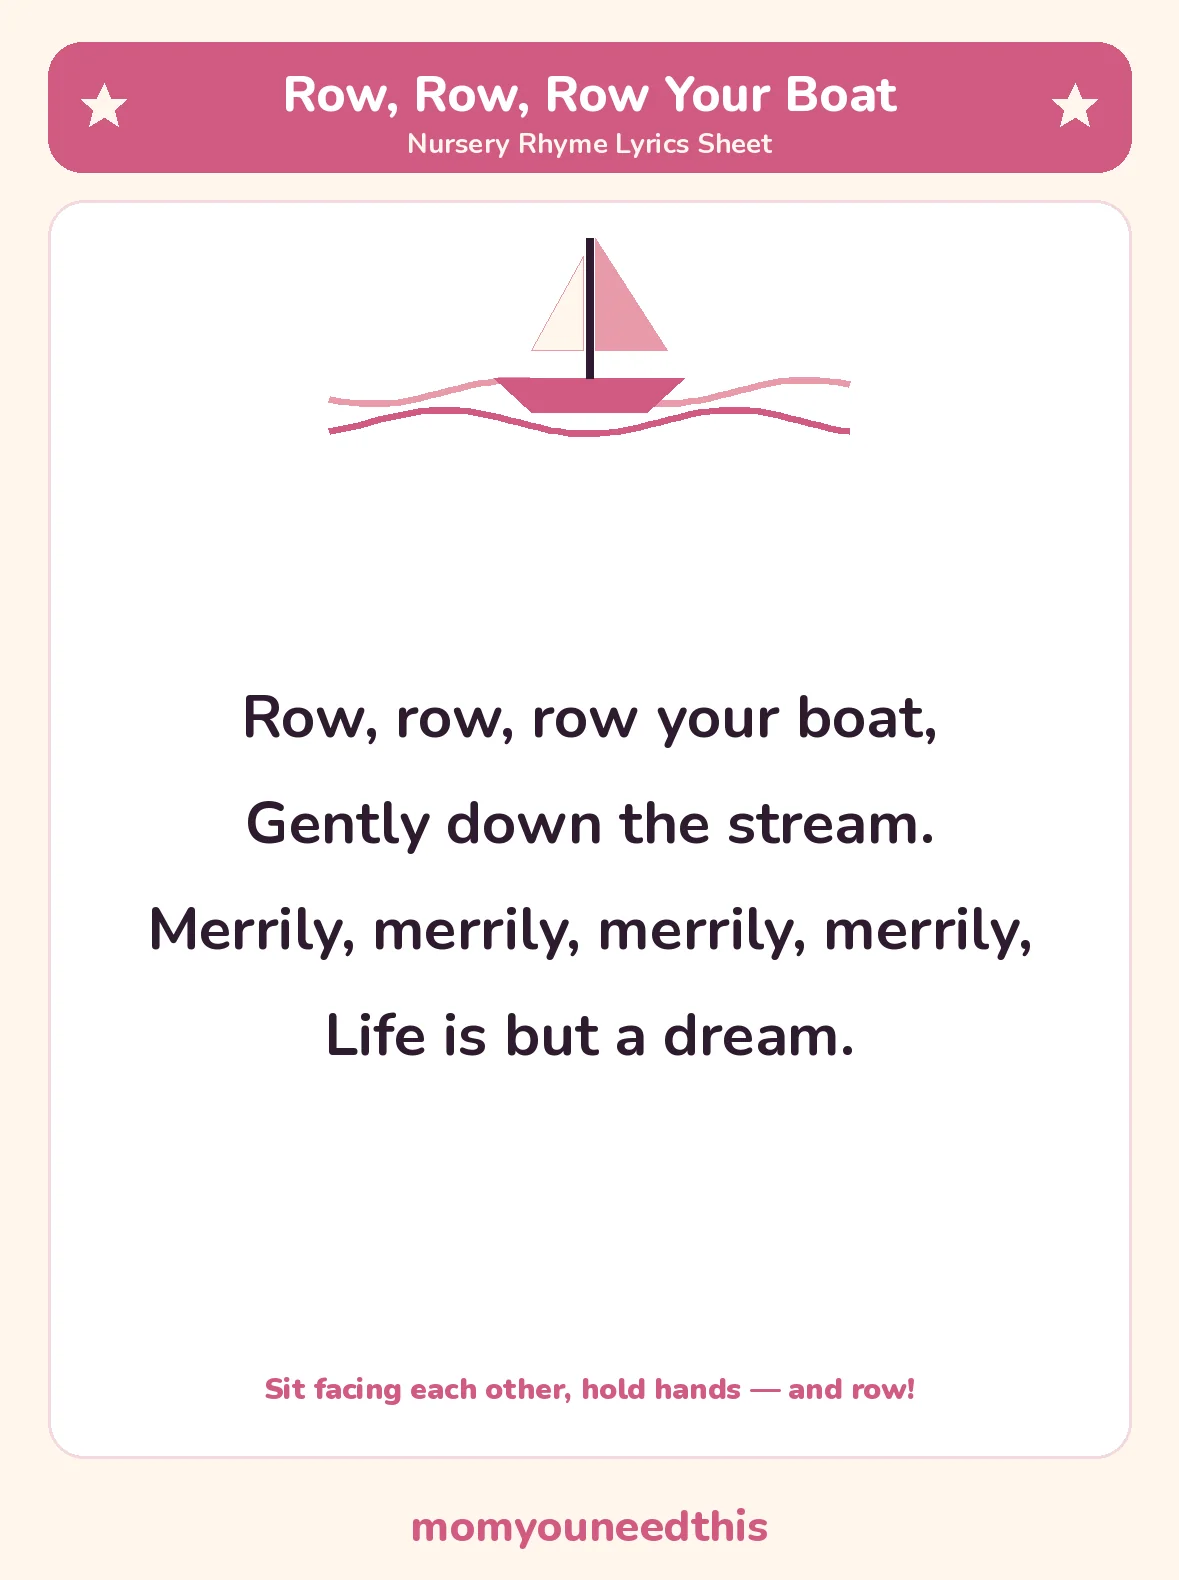 Row, Row, Row Your Boat
Nursery Rhyme Lyrics Sheet
Row, row, row your boat,
Gently down the stream.
Merrily, merrily, merrily, merrily,
Life is but a dream.
Sit facing each other, hold hands — and row!
momyouneedthis